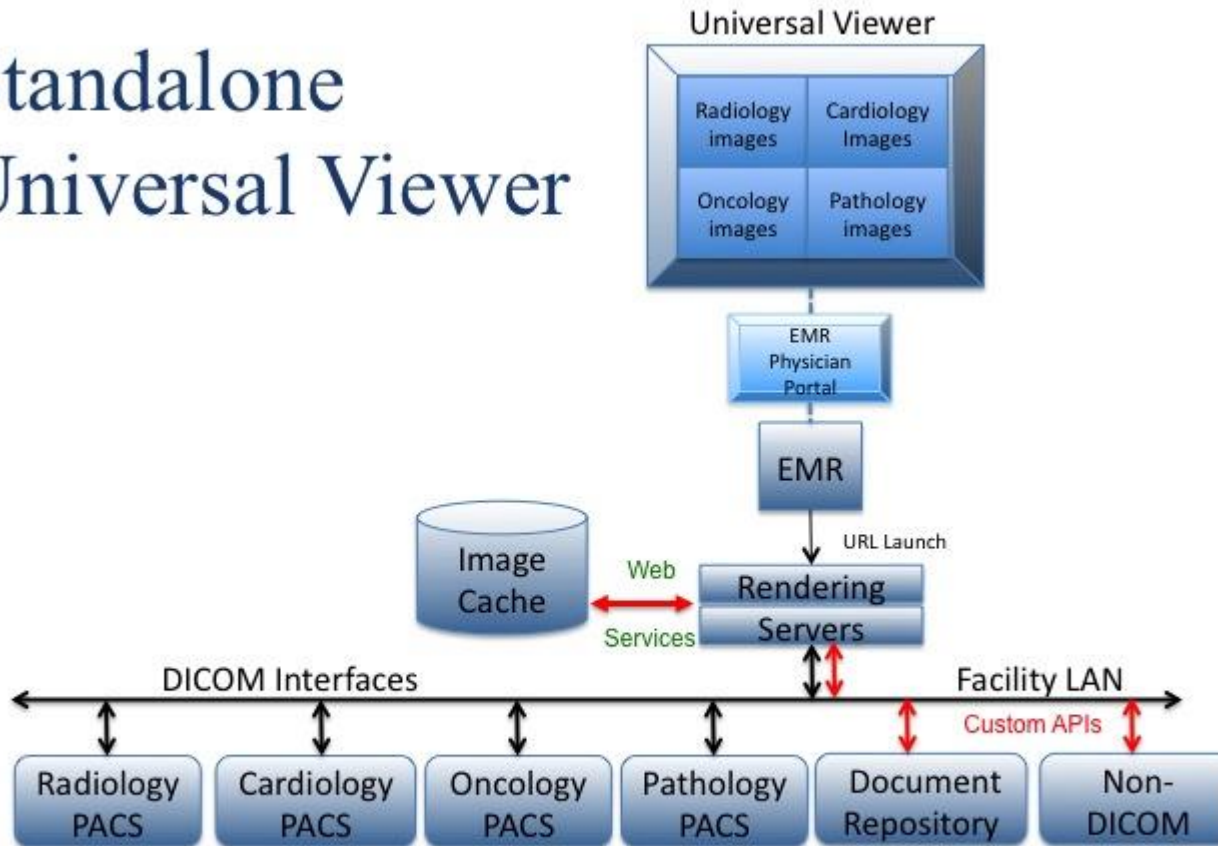 tandalone
Universal Viewer
Universal Viewer
Radiology
images
Cardiology
Images
Oncology
images
Pathology
images
EMR
Physician
Portal
EMR
URL Launch
Image
Cache
Web
Services
Rendering
Servers
DICOM Interfaces
Facility LAN
Custom APIs
Radiology
PACS
Cardiology
PACS
Oncology
PACS
Pathology
PACS
Document
Repository
Non-
DICOM